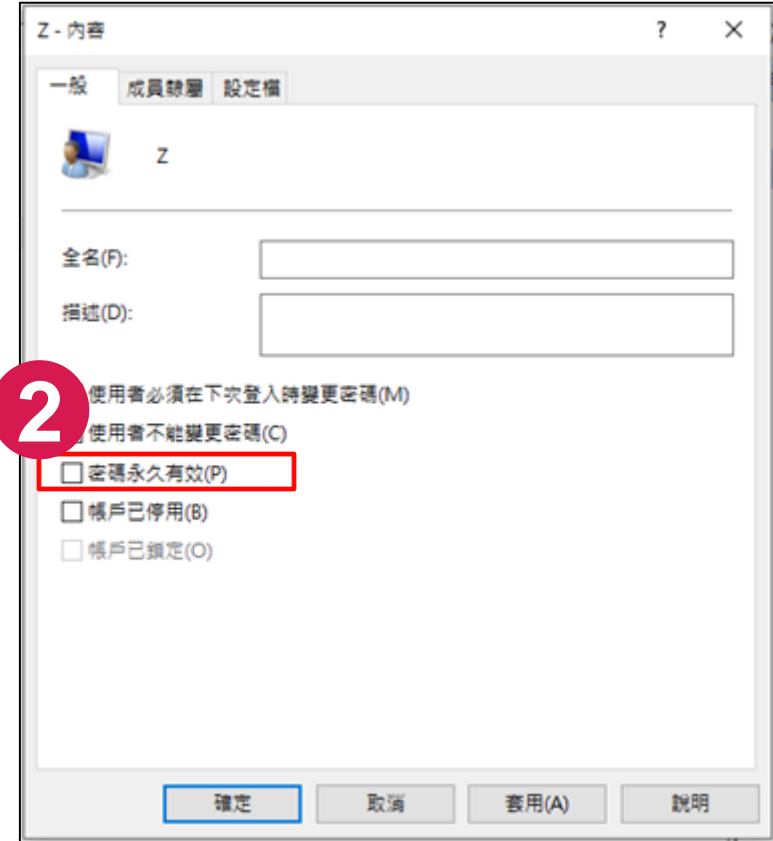 Z - 內容
一般 成員隸屬 設定檔
Z
全名(F):
描述(D):
2
使用者必須在下次登入時變更密碼(M)
使用者不能變更密碼(C)
密碼永久有效(P)
帳戶已停用(B)
帳戶已鎖定(O)
確定 取消 套用(A) 說明